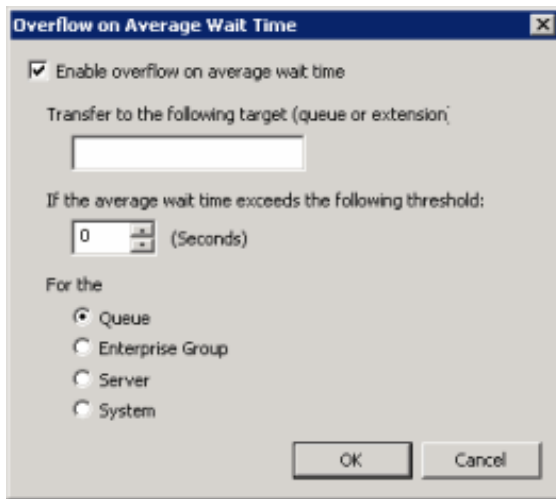 Overflow on Average Wait Time
Enable overflow on average wait time
Transfer to the following target (queue or extension)
If the average wait time exceeds the following threshold:
0 (Seconds)
For the
Queue
Enterprise Group
Server
System
OK Cancel